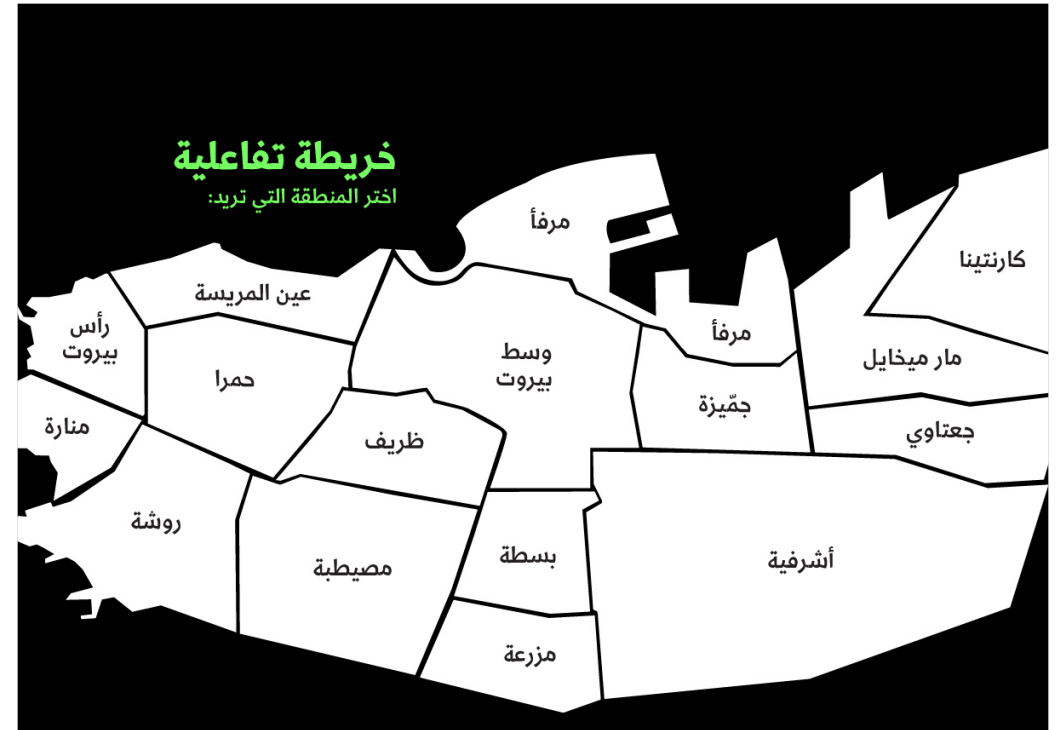 خريطة تفاعلية
اختر المنطقة التي تريد:
مرفأ
كارنتينا
عين المريسة
رأس
بيروت
مرفأ
وسط
بيروت
مار ميخايل
حمرا
جمّيزة
منارة
ظريف
جعتاوي
روشة
بسطة
أشرفية
مصيطبة
مزرعة